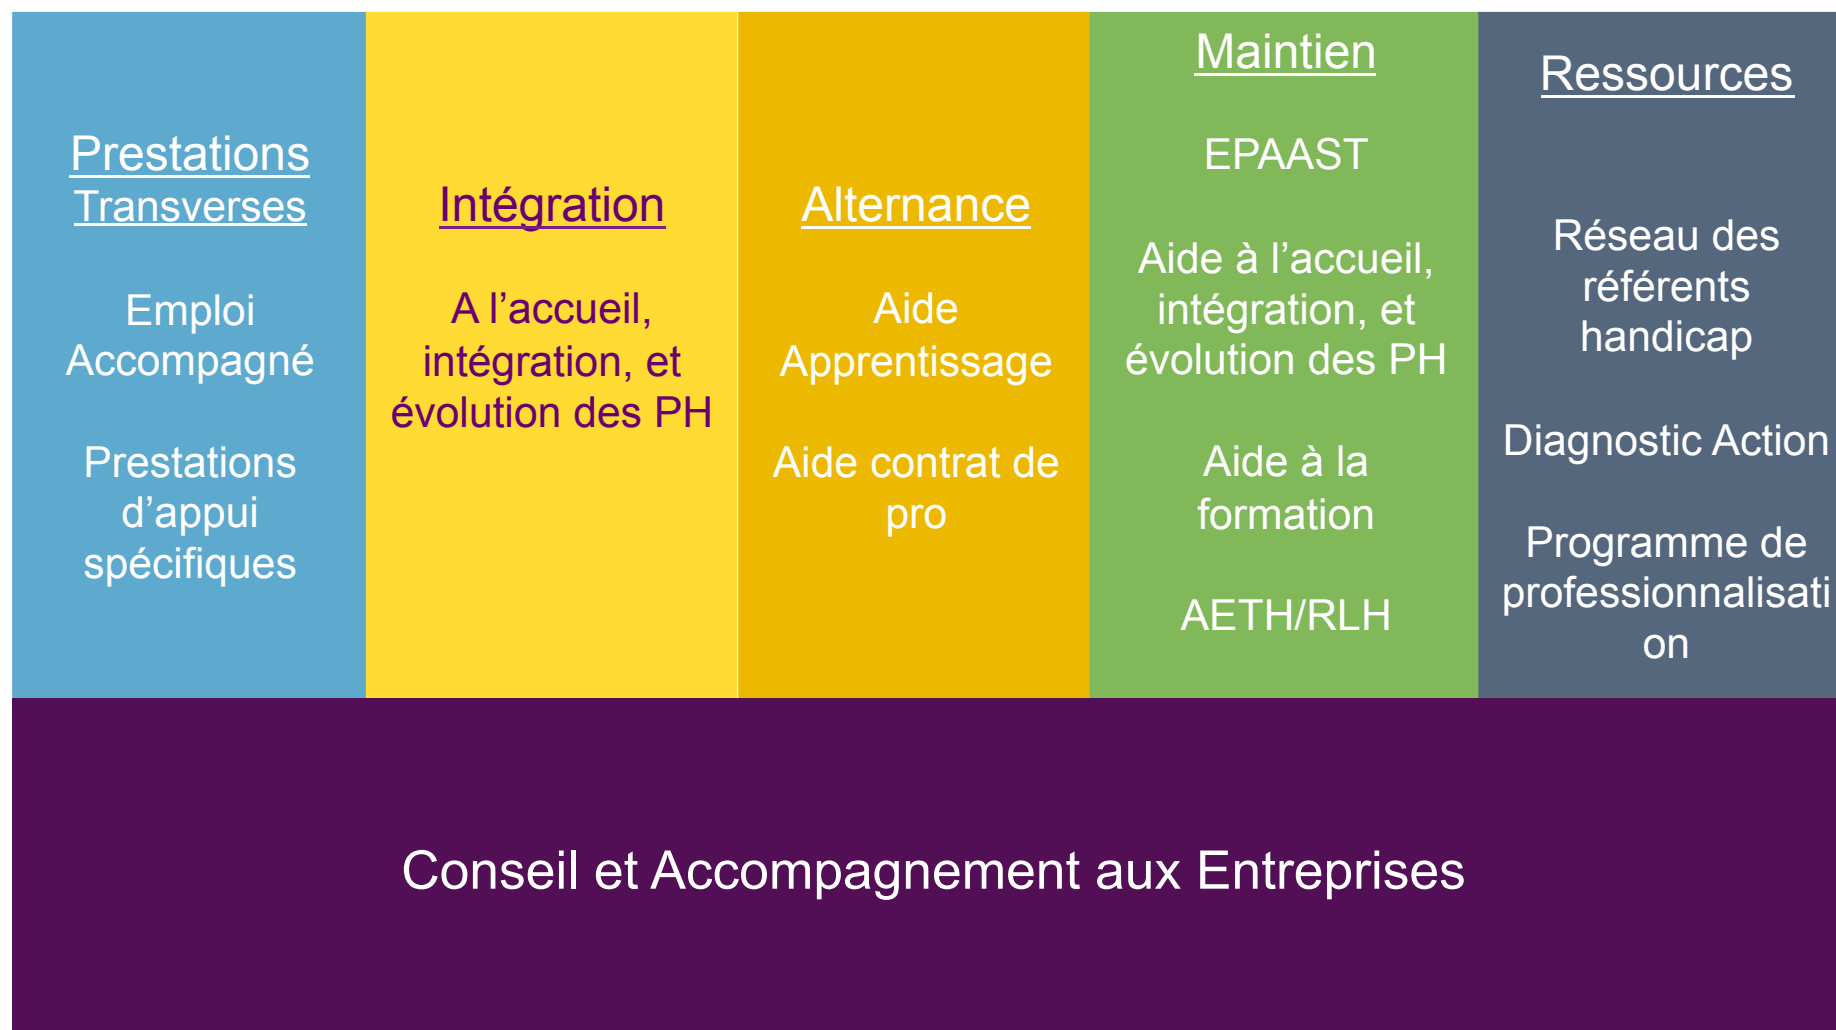 Prestations
Transverses
Emploi
Accompagné
Prestations
d’appui
spécifiques
Intégration
A l’accueil,
intégration, et
évolution des PH
Alternance
Aide
Apprentissage
Aide contrat de
pro
Maintien
EPAAST
Aide à l’accueil,
intégration, et
évolution des PH
Aide à la
formation
AETH/RLH
Ressources
Réseau des
référents
handicap
Diagnostic Action
Programme de
professionnalisati
on
Conseil et Accompagnement aux Entreprises